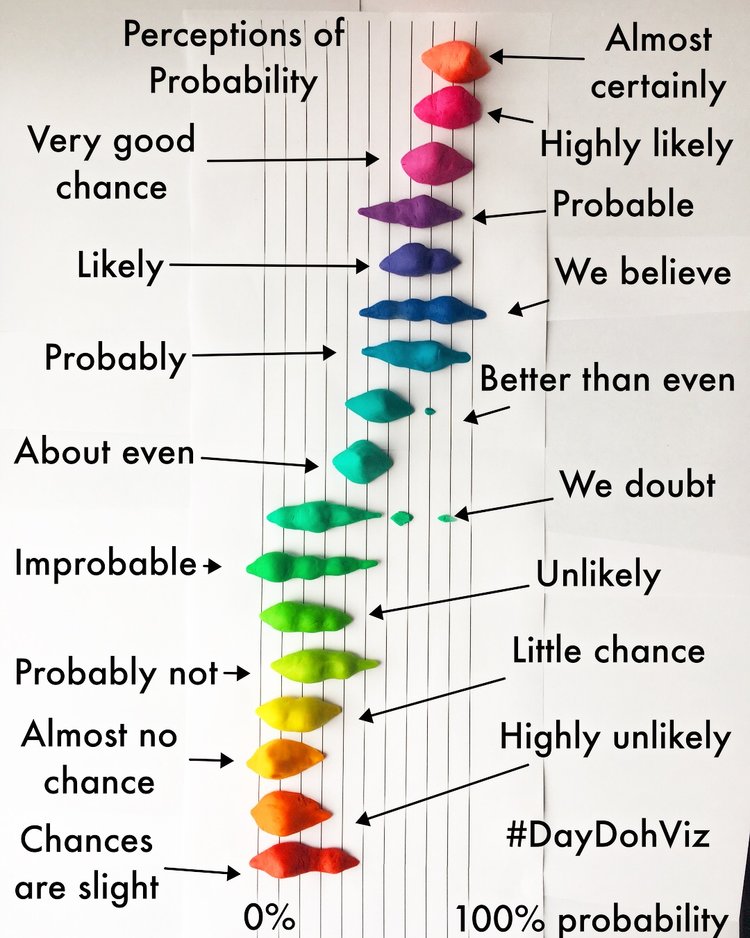 Perceptions of
Probability
Almost
certainly
Highly likely
Very good
chance
Probable
Likely
We believe
Probably
Better than even
About even
We doubt
Improbable
Unlikely
Probably not
Little chance
Almost no
chance
Highly unlikely
#DayDohViz
Chances
are slight
0%
100% probability